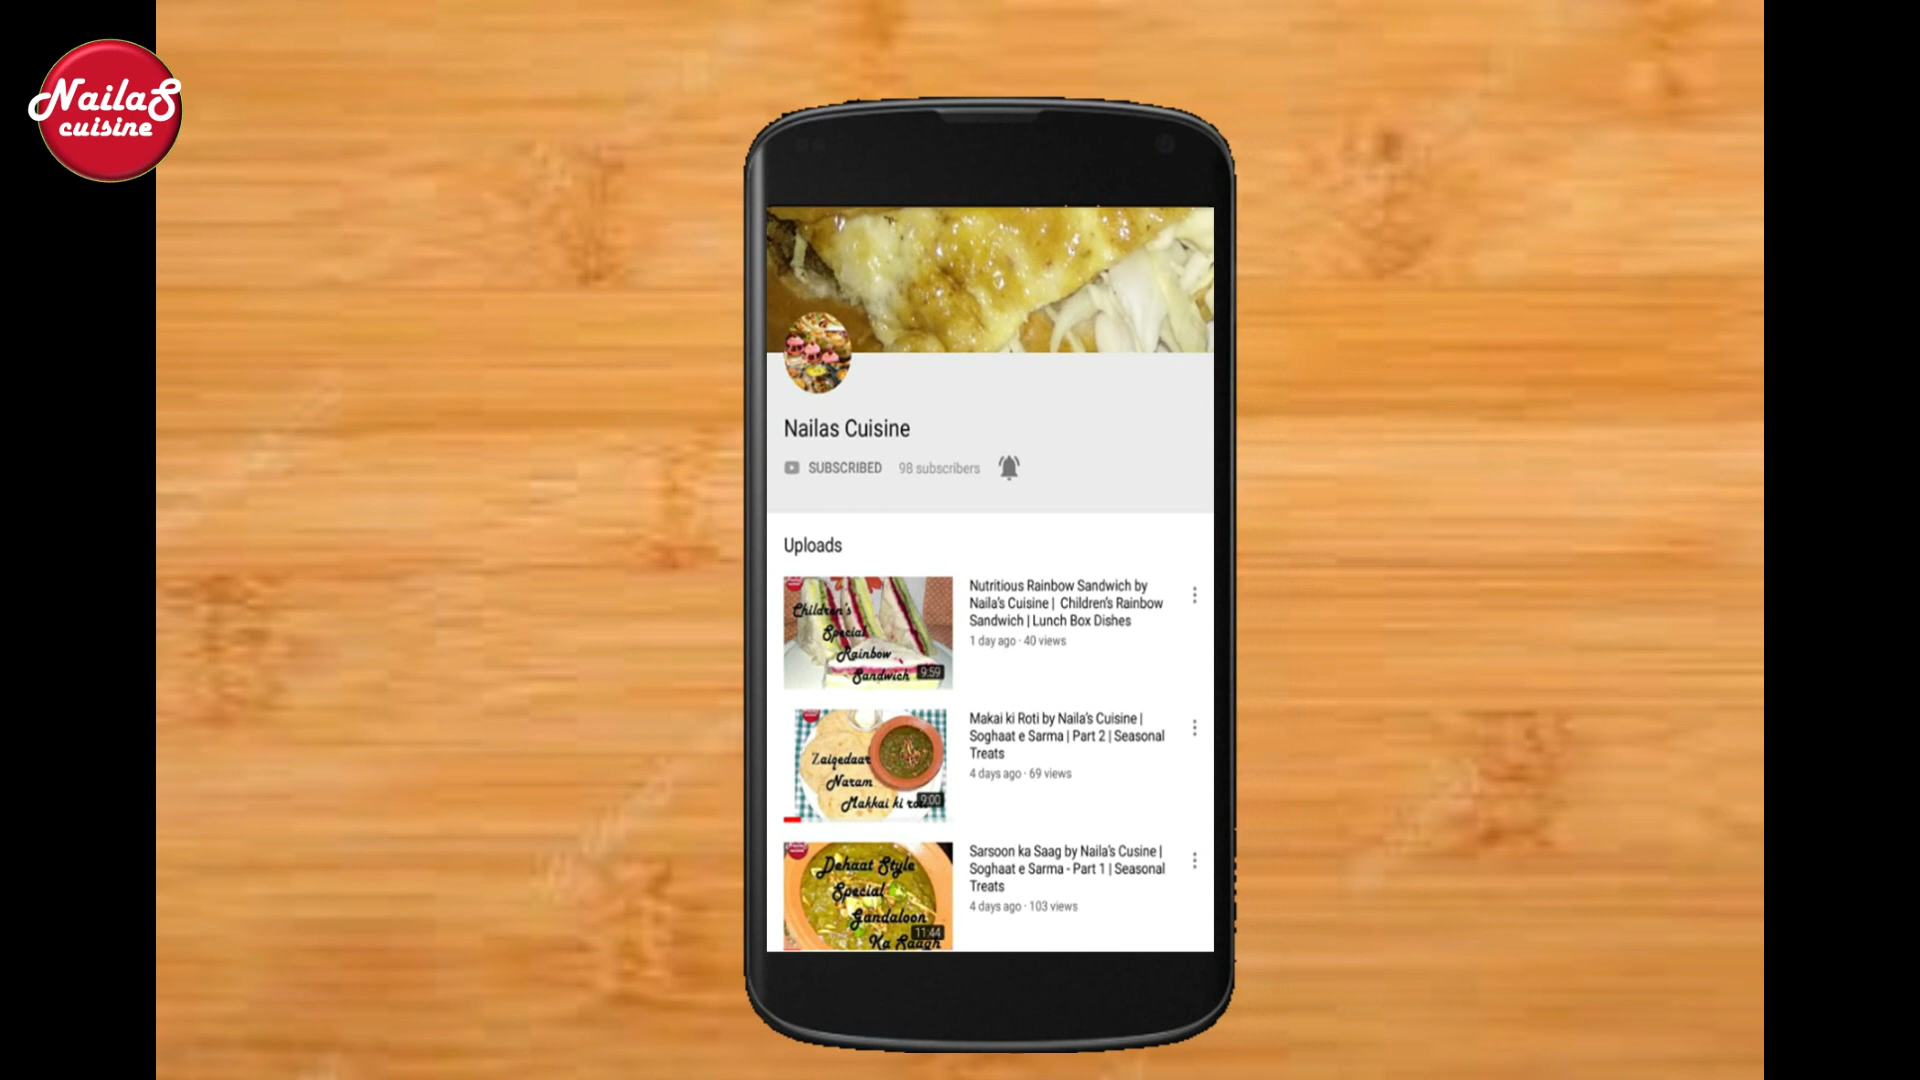 NailaS
cuisine
Nailas Cuisine
SUBSCRIBED 98 subscribers
Uploads
Children's
Special
Rainbow
Sandwich 9:59
Nutritious Rainbow Sandwich by
Naila's Cuisine | Children's Rainbow
Sandwich | Lunch Box Dishes
1 day ago · 40 views
Zaiqedaar
Naram
Makkai ki roti 9:00
Makai ki Roti by Naila's Cuisine |
Soghaat e Sarma | Part 2 | Seasonal
Treats
4 days ago · 69 views
Dehaat Style
Special
Gandaloon
Ka Saagh 11:44
Sarsoon ka Saag by Naila's Cusine |
Soghaat e Sarma - Part 1 | Seasonal
Treats
4 days ago · 103 views